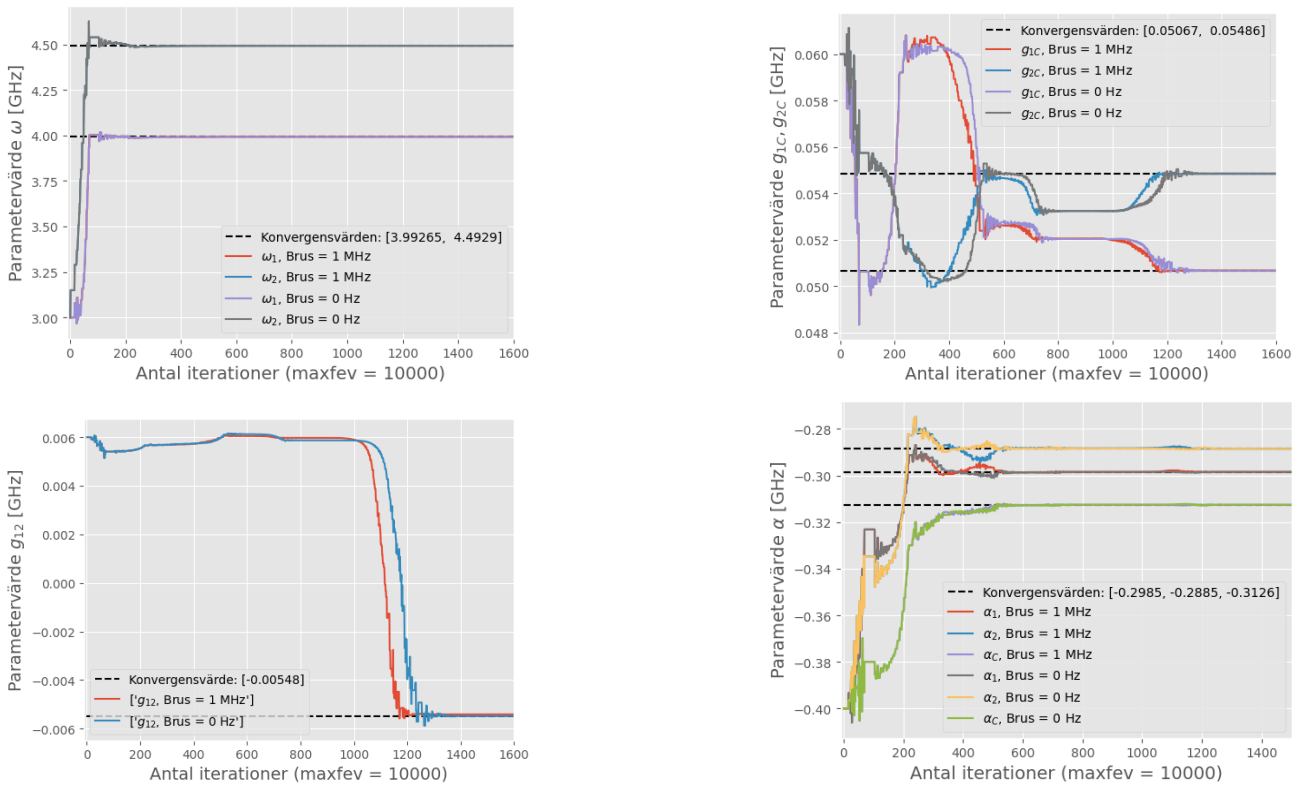 Parametervärde ω [GHz]
4.50
4.25
4.00
3.75
3.50
3.25
3.00
Konvergensvärden: [3.99265, 4.4929]
ω1, Brus = 1 MHz
ω2, Brus = 1 MHz
ω1, Brus = 0 Hz
ω2, Brus = 0 Hz
0 200 400 600 800 1000 1200 1400 1600
Antal iterationer (maxfev = 10000)
Parametervärde g1C, g2C [GHz]
0.060
0.058
0.056
0.054
0.052
0.050
0.048
Konvergensvärden: [0.05067, 0.05486]
g1C, Brus = 1 MHz
g2C, Brus = 1 MHz
g1C, Brus = 0 Hz
g2C, Brus = 0 Hz
0 200 400 600 800 1000 1200 1400 1600
Antal iterationer (maxfev = 10000)
Parametervärde g12 [GHz]
0.006
0.004
0.002
0.000
−0.002
−0.004
−0.006
Konvergensvärde: [-0.00548]
['g12, Brus = 1 MHz']
['g12, Brus = 0 Hz']
0 200 400 600 800 1000 1200 1400 1600
Antal iterationer (maxfev = 10000)
Parametervärde α [GHz]
−0.28
−0.30
−0.32
−0.34
−0.36
−0.38
−0.40
Konvergensvärden: [-0.2985, -0.2885, -0.3126]
α1, Brus = 1 MHz
α2, Brus = 1 MHz
αC, Brus = 1 MHz
α1, Brus = 0 Hz
α2, Brus = 0 Hz
αC, Brus = 0 Hz
0 200 400 600 800 1000 1200 1400
Antal iterationer (maxfev = 10000)